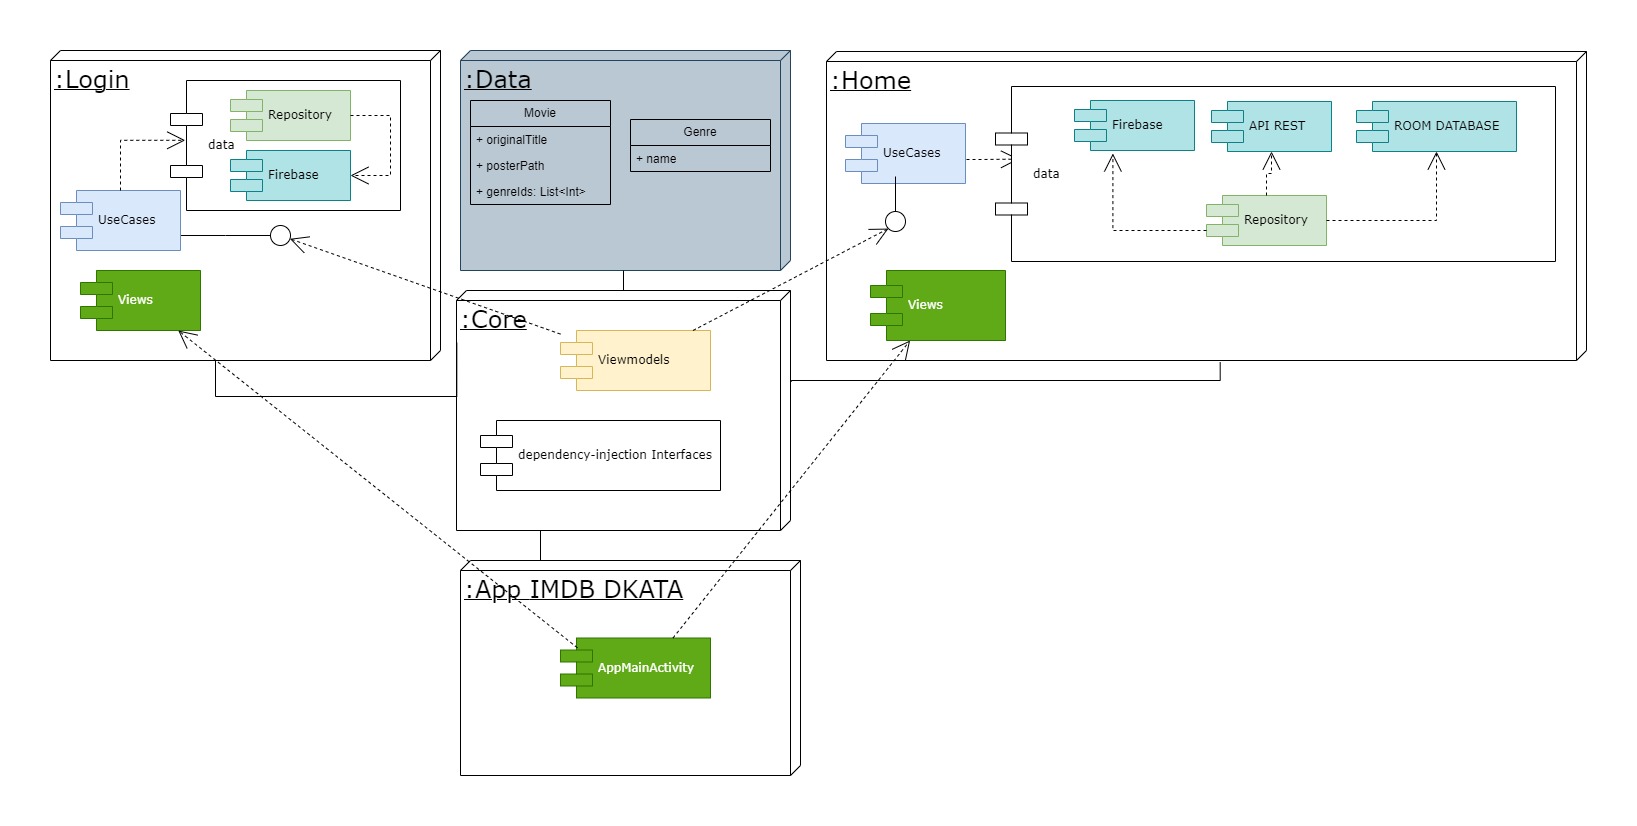 :Login
Repository
data
Firebase
UseCases
Views
:Data
Movie
+ originalTitle
+ posterPath
+ genreIds: List<Int>
Genre
+ name
:Home
UseCases
data
Firebase
API REST
ROOM DATABASE
Repository
Views
:Core
Viewmodels
dependency-injection Interfaces
:App IMDB DKATA
AppMainActivity